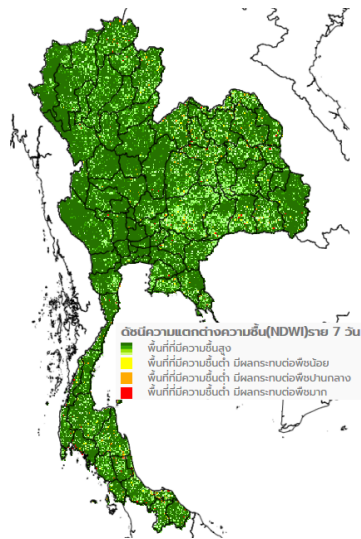 ดัชนีความแตกต่างความชื้น(NDWI)ราย 7 วัน
พื้นที่ที่มีความชื้นสูง
พื้นที่ที่มีความชื้นต่ำ มีผลกระทบต่อพืชน้อย
พื้นที่ที่มีความชื้นต่ำ มีผลกระทบต่อพืชปานกลาง
พื้นที่ที่มีความชื้นต่ำ มีผลกระทบต่อพืชมาก